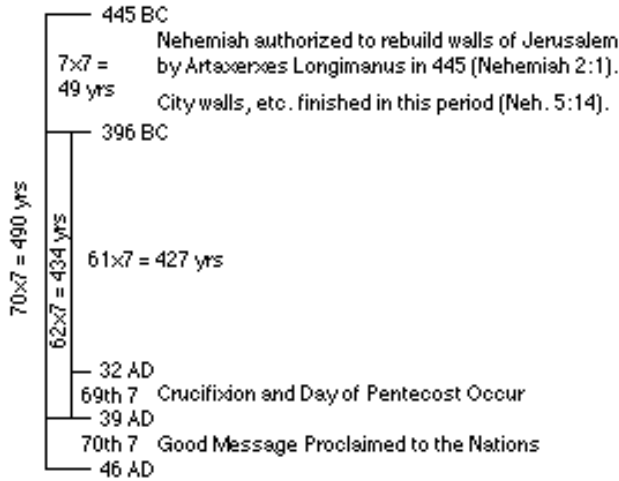 445 BC
Nehemiah authorized to rebuild walls of Jerusalem
7x7 =
by Artaxerxes Longimanus in 445 (Nehemiah 2:1).
49 yrs
City walls, etc. finished in this period (Neh. 5:14).
396 BC
70x7 = 490 yrs
62x7 = 434 yrs
61x7 = 427 yrs
32 AD
69th 7 Crucifixion and Day of Pentecost Occur
39 AD
70th 7 Good Message Proclaimed to the Nations
46 AD